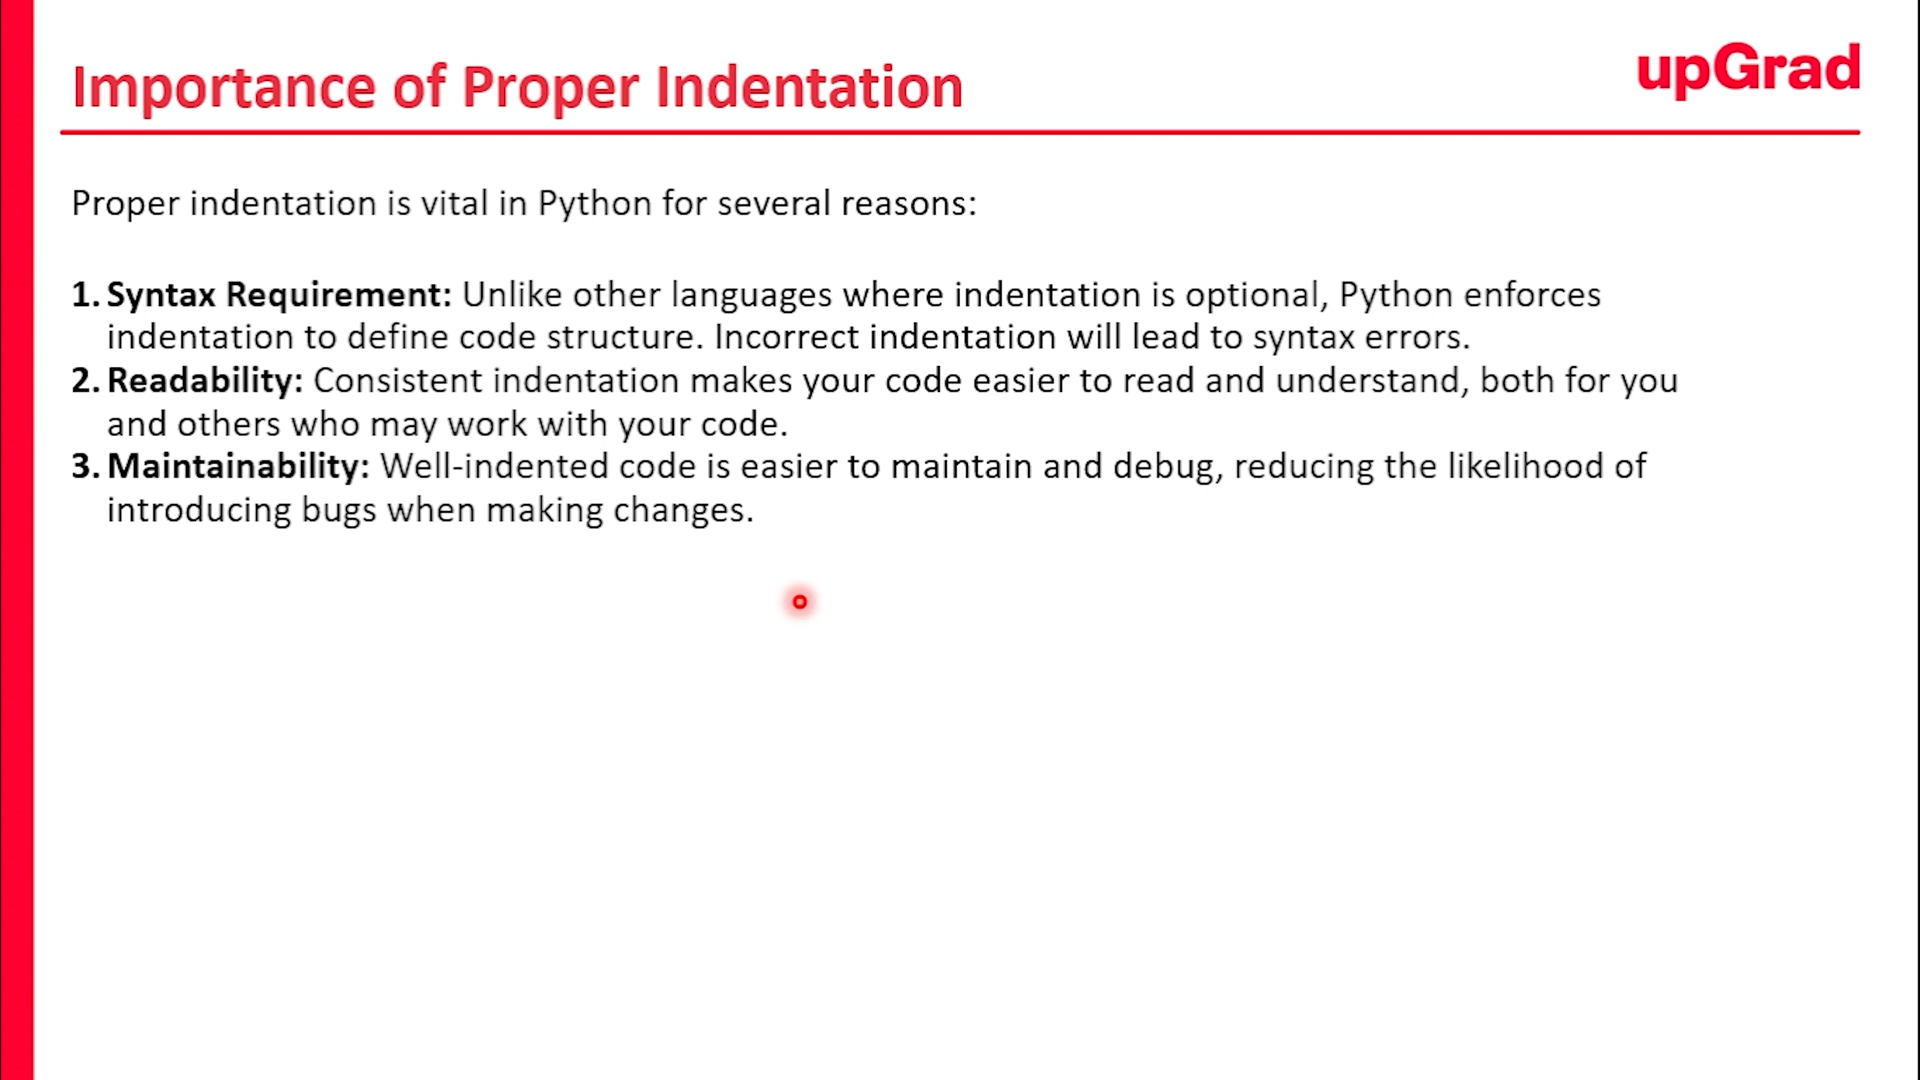 Importance of Proper Indentation
upGrad
Proper indentation is vital in Python for several reasons:
1. Syntax Requirement: Unlike other languages where indentation is optional, Python enforces
indentation to define code structure. Incorrect indentation will lead to syntax errors.
2. Readability: Consistent indentation makes your code easier to read and understand, both for you
and others who may work with your code.
3. Maintainability: Well-indented code is easier to maintain and debug, reducing the likelihood of
introducing bugs when making changes.